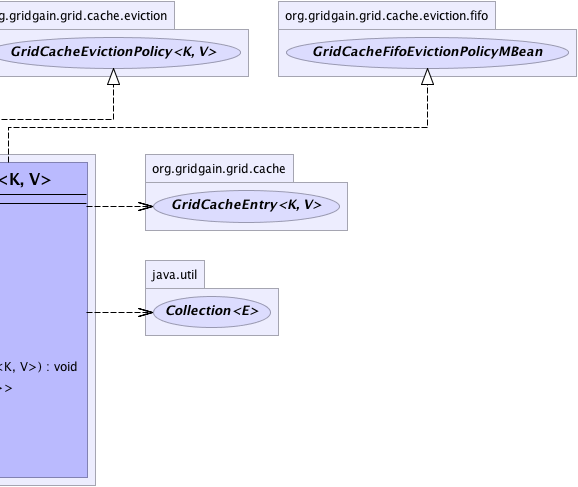 g.gridgain.grid.cache.eviction
org.gridgain.grid.cache.eviction.fifo
GridCacheEvictionPolicy<K, V>
GridCacheFifoEvictionPolicyMBean
org.gridgain.grid.cache
<K, V>
GridCacheEntry<K, V>
java.util
Collection<E>
<K, V>) : void
>>